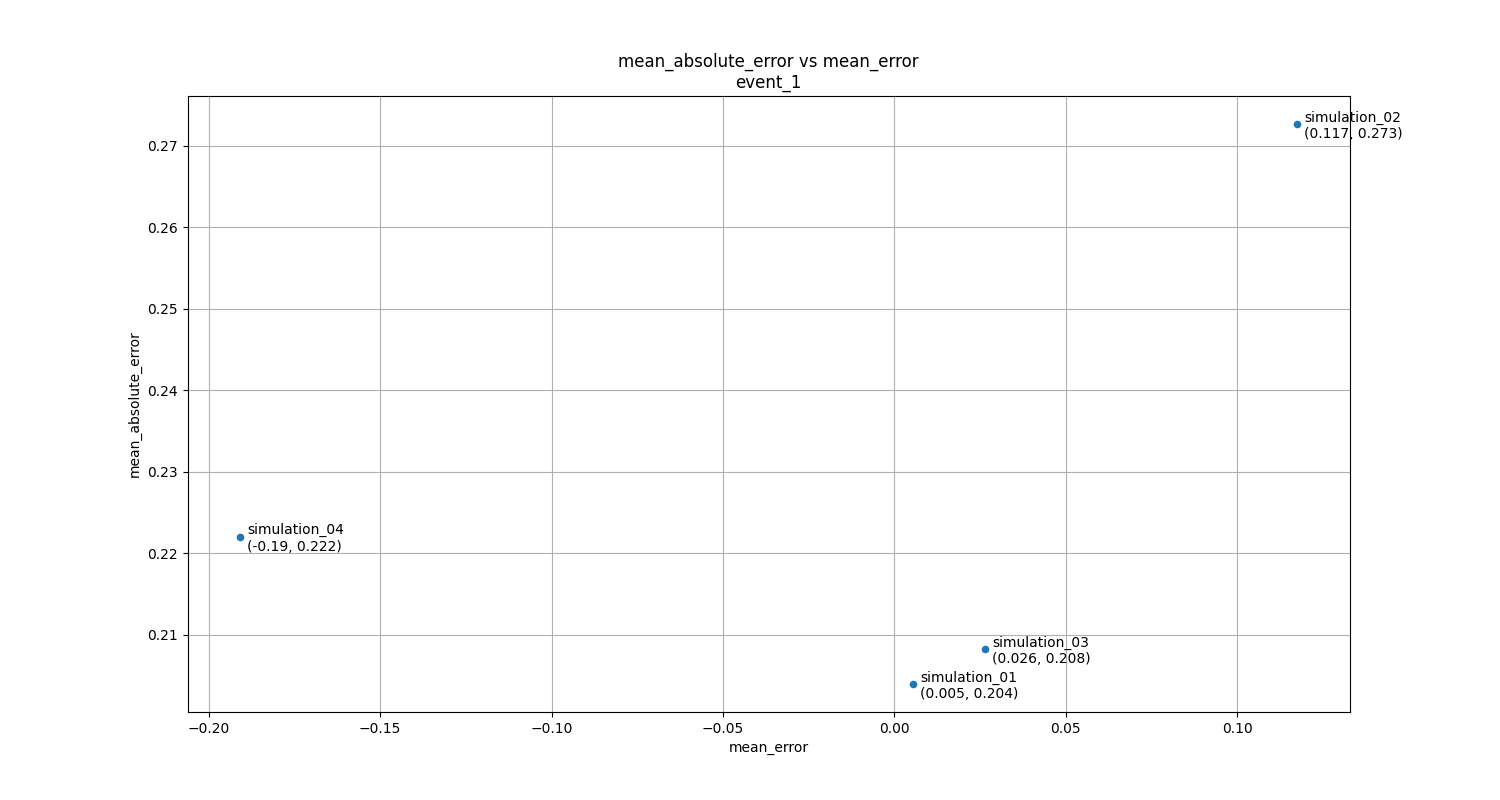 mean_absolute_error vs mean_error
event_1
simulation_02
(0.117, 0.273)
0.27
0.26
0.25
0.24
0.23
0.22
0.21
mean_absolute_error
simulation_04
(-0.19, 0.222)
simulation_03
(0.026, 0.208)
simulation_01
(0.005, 0.204)
−0.20 −0.15 −0.10 −0.05 0.00 0.05 0.10
mean_error